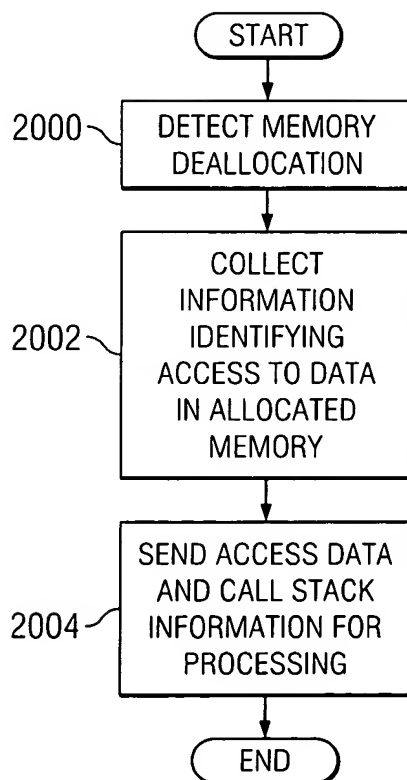 START
2000
DETECT MEMORY
DEALLOCATION
2002
COLLECT
INFORMATION
IDENTIFYING
ACCESS TO DATA
IN ALLOCATED
MEMORY
2004
SEND ACCESS DATA
AND CALL STACK
INFORMATION FOR
PROCESSING
END